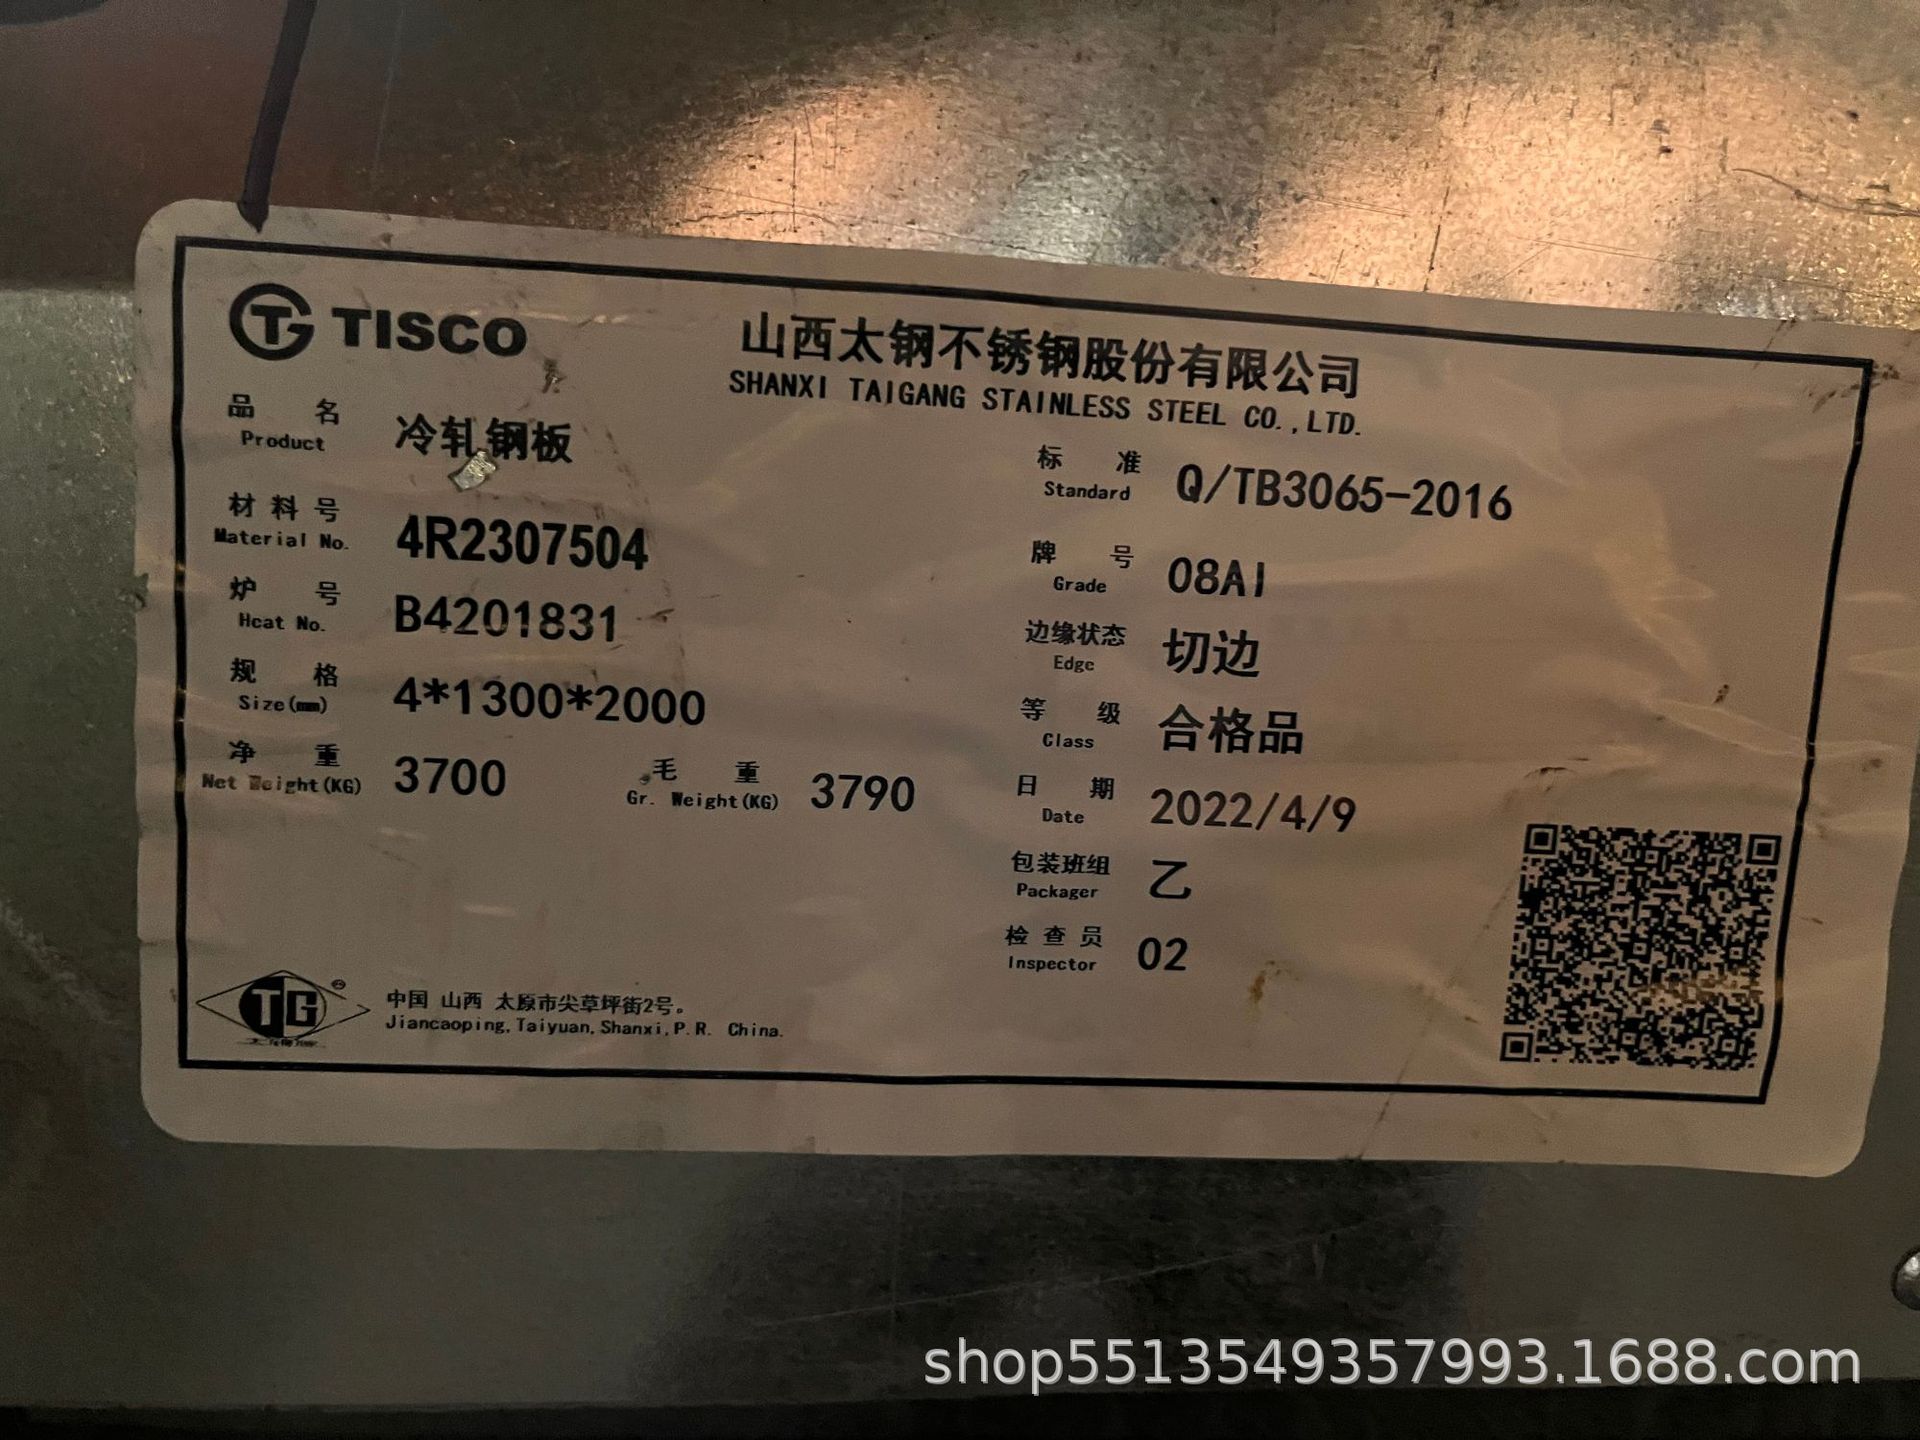 TG TISCO
山西太钢不锈钢股份有限公司
SHANXI TAIGANG STAINLESS STEEL CO.,LTD.
品 名 冷轧钢板
Product
标 准 Q/TB3065-2016
Standard
材 料 号 4R2307504
Material No.
牌 号 08Al
Grade
炉 号 B4201831
Heat No.
边缘状态 切边
Edge
规 格 4*1300*2000
Size(mm)
等 级 合格品
Class
净 重 3700 毛 重 3790
Net Weight(KG) Gr. Weight(KG)
日 期 2022/4/9
Date
包装班组 乙
Packager
检 查 员 02
Inspector
TG ®
中国 山西 太原市尖草坪街2号。
Jiancaoping,Taiyuan,Shanxi,P.R. China.
shop5513549357993.1688.com